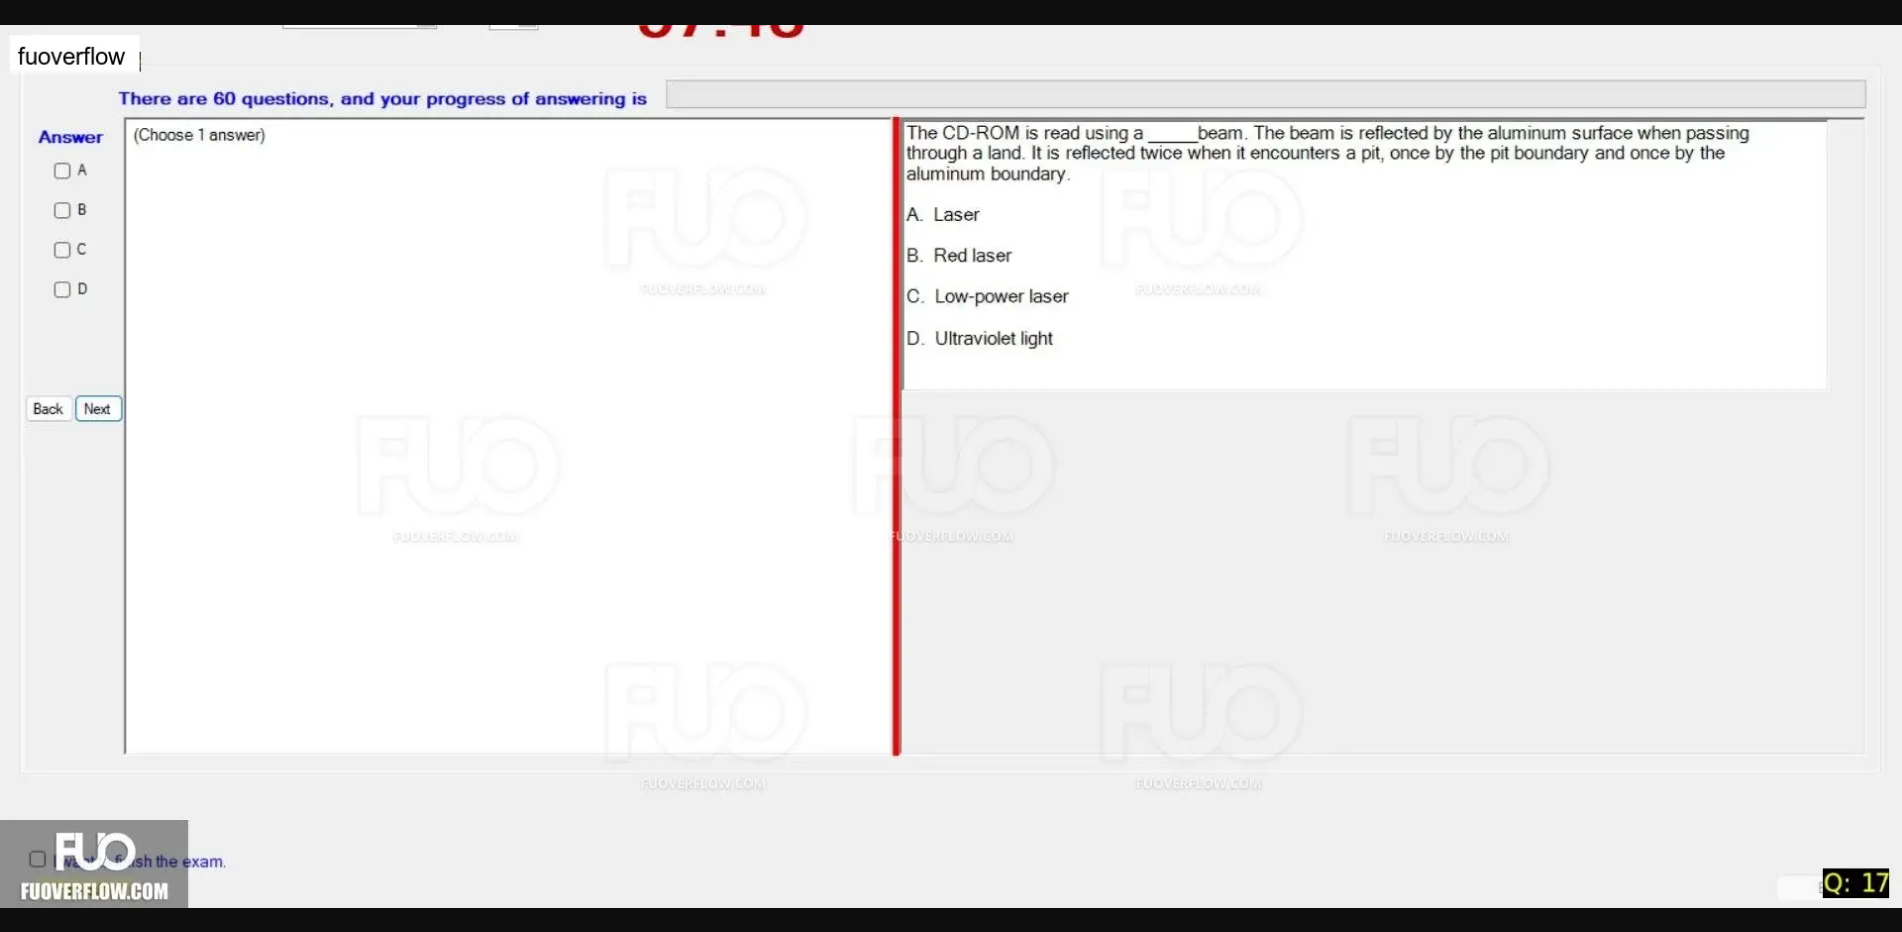 fuoverflow
There are 60 questions, and your progress of answering is
Answer
(Choose 1 answer)
A
B
C
D
Back Next
The CD-ROM is read using a _____beam. The beam is reflected by the aluminum surface when passing
through a land. It is reflected twice when it encounters a pit, once by the pit boundary and once by the
aluminum boundary.
A. Laser
B. Red laser
C. Low-power laser
D. Ultraviolet light
FUO
FUOVERFLOW.COM
FUO
FUOVERFLOW.COM
FUO
FUOVERFLOW.COM
FUO
FUOVERFLOW.COM
FUO
FUOVERFLOW.COM
FUO
FUOVERFLOW.COM
FUO
FUOVERFLOW.COM
the exam.
FUO
FUOVERFLOW.COM
Q: 17